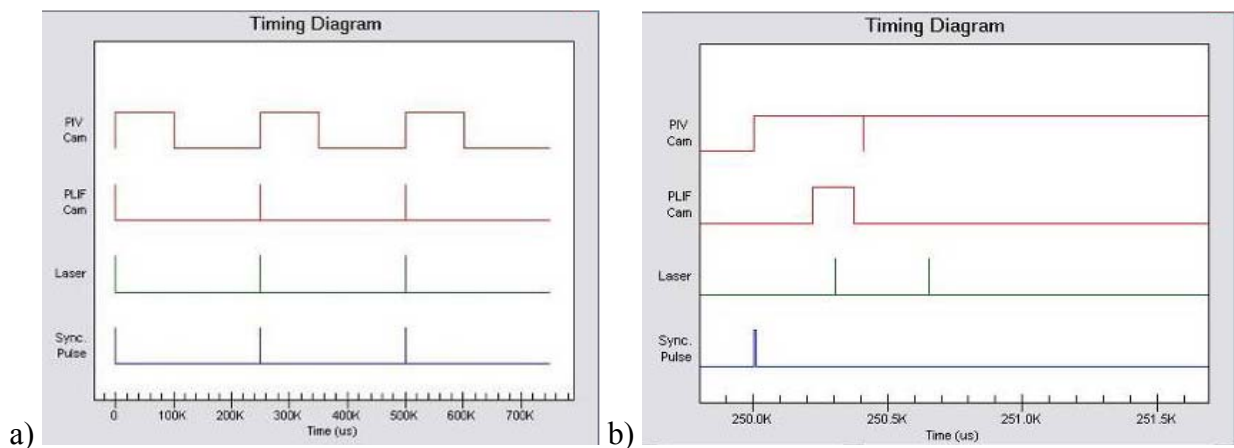 Timing Diagram
PIV
Cam
PLIF
Cam
Laser
Sync.
Pulse
0 100K 200K 300K 400K 500K 600K 700K
Time (us)
a)
Timing Diagram
PIV
Cam
PLIF
Cam
Laser
Sync.
Pulse
250.0K 250.5K 251.0K 251.5K
Time (us)
b)